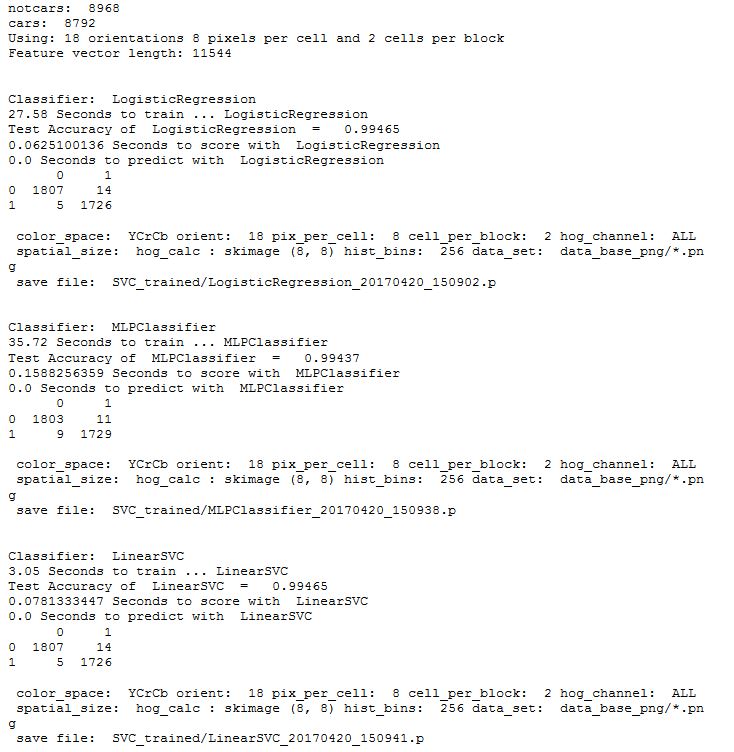 notcars:  8968
cars:  8792
Using: 18 orientations 8 pixels per cell and 2 cells per block
Feature vector length: 11544
Classifier:  LogisticRegression
27.58 Seconds to train ... LogisticRegression
Test Accuracy of  LogisticRegression  =   0.99465
0.0625100136 Seconds to score with  LogisticRegression
0.0 Seconds to predict with  LogisticRegression
      0     1
0  1807    14
1     5  1726
 color_space:  YCrCb orient:  18 pix_per_cell:  8 cell_per_block:  2 hog_channel:  ALL
 spatial_size:  hog_calc : skimage (8, 8) hist_bins:  256 data_set:  data_base_png/*.pn
g
 save file:  SVC_trained/LogisticRegression_20170420_150902.p
Classifier:  MLPClassifier
35.72 Seconds to train ... MLPClassifier
Test Accuracy of  MLPClassifier  =   0.99437
0.1588256359 Seconds to score with  MLPClassifier
0.0 Seconds to predict with  MLPClassifier
      0     1
0  1803    11
1     9  1729
 color_space:  YCrCb orient:  18 pix_per_cell:  8 cell_per_block:  2 hog_channel:  ALL
 spatial_size:  hog_calc : skimage (8, 8) hist_bins:  256 data_set:  data_base_png/*.pn
g
 save file:  SVC_trained/MLPClassifier_20170420_150938.p
Classifier:  LinearSVC
3.05 Seconds to train ... LinearSVC
Test Accuracy of  LinearSVC  =   0.99465
0.0781333447 Seconds to score with  LinearSVC
0.0 Seconds to predict with  LinearSVC
      0     1
0  1807    14
1     5  1726
 color_space:  YCrCb orient:  18 pix_per_cell:  8 cell_per_block:  2 hog_channel:  ALL
 spatial_size:  hog_calc : skimage (8, 8) hist_bins:  256 data_set:  data_base_png/*.pn
g
 save file:  SVC_trained/LinearSVC_20170420_150941.p